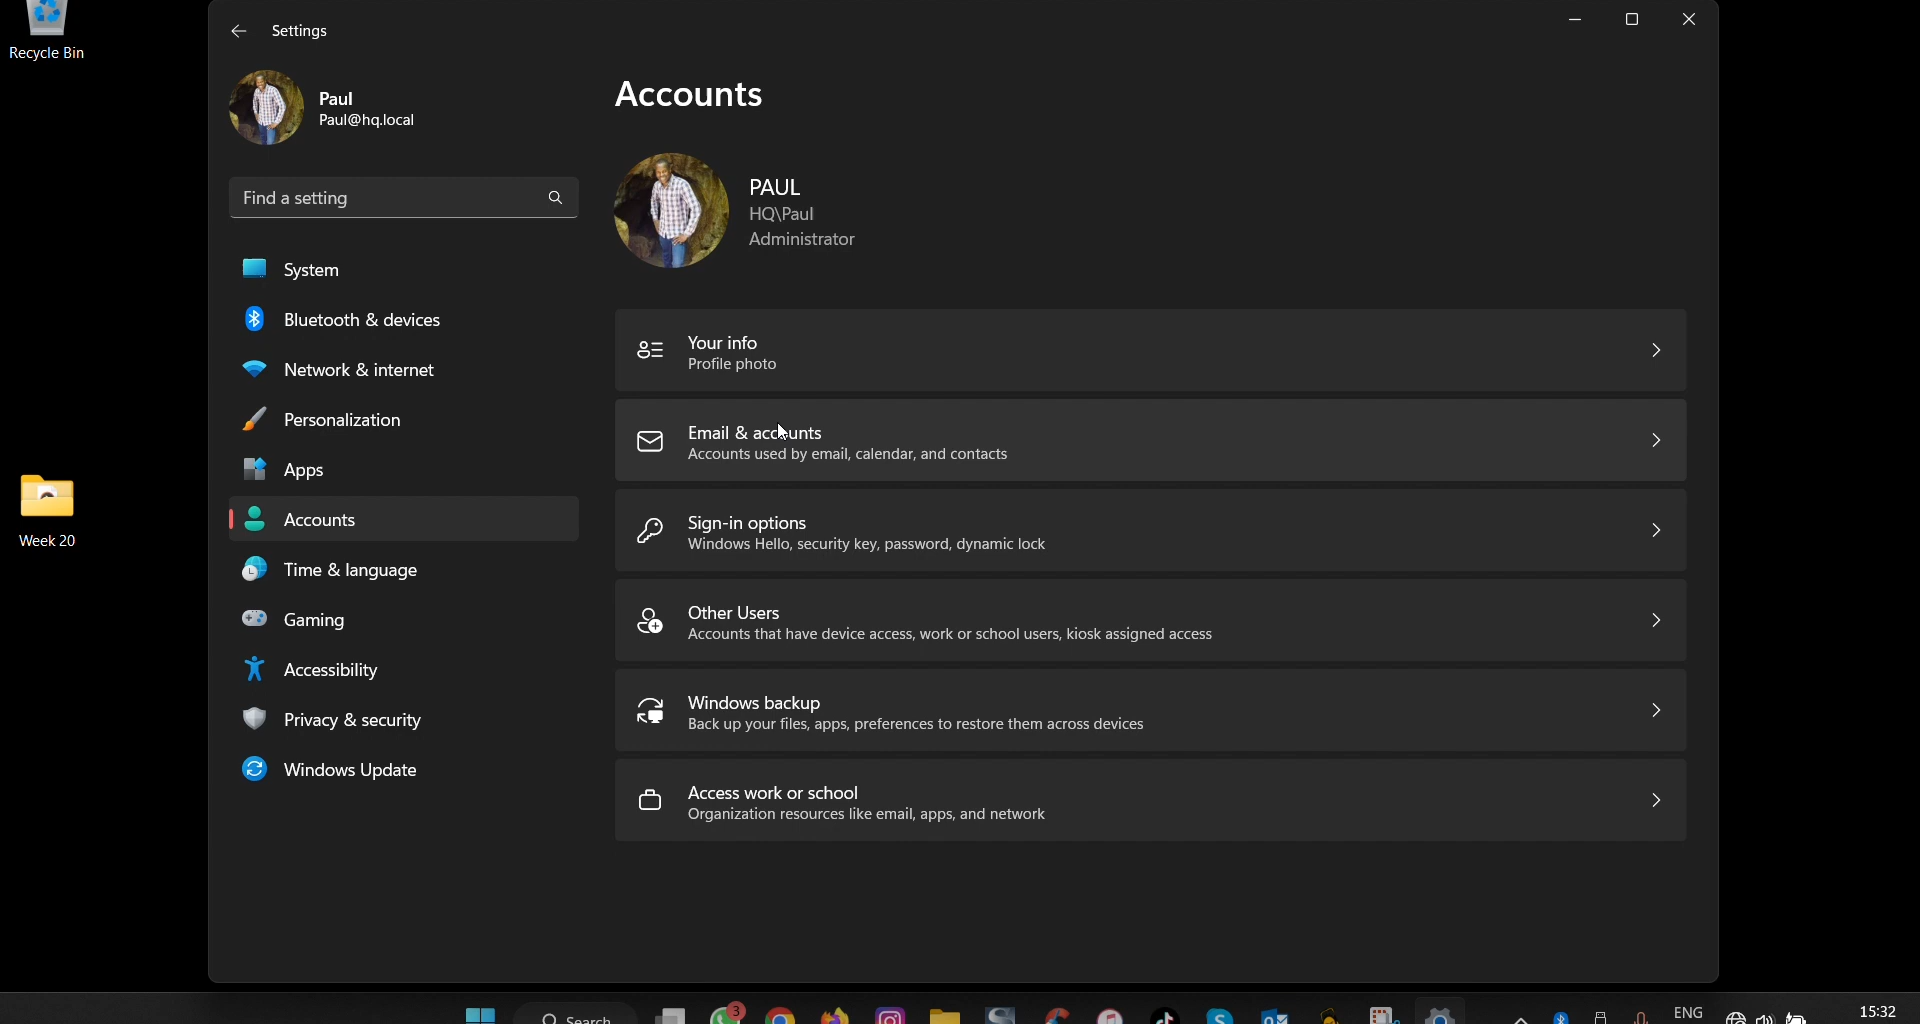 Recycle Bin
Week 20
Settings
Paul
Paul@hq.local
Find a setting
System
Bluetooth & devices
Network & internet
Personalization
Apps
Accounts
Time & language
Gaming
Accessibility
Privacy & security
Windows Update
Accounts
PAUL
HQ\Paul
Administrator
Your info
Profile photo
Email & accounts
Accounts used by email, calendar, and contacts
Sign-in options
Windows Hello, security key, password, dynamic lock
Other Users
Accounts that have device access, work or school users, kiosk assigned access
Windows backup
Back up your files, apps, preferences to restore them across devices
Access work or school
Organization resources like email, apps, and network
Search
3
ENG
15:32